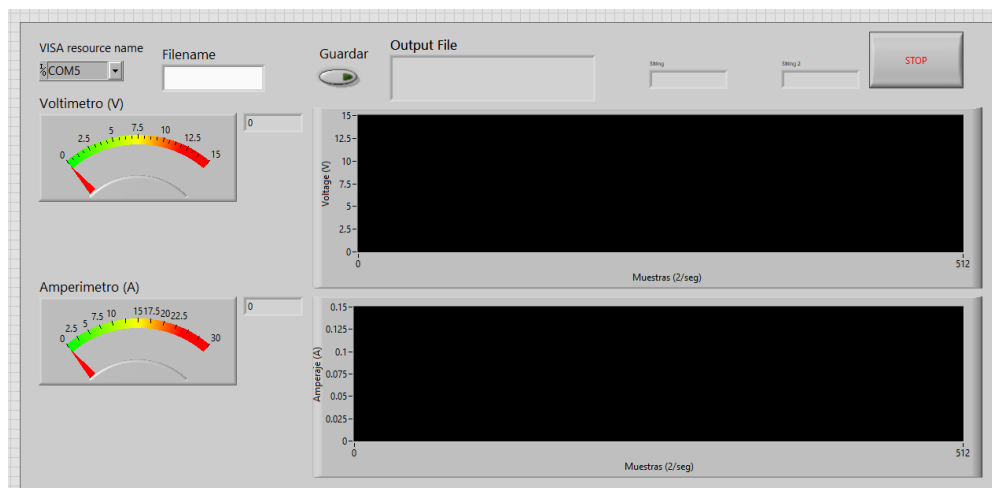 VISA resource name
COM5
Filename
Guardar
Output File
String
String 2
STOP
Voltimetro (V)
0
2.5
5
7.5
10
12.5
15
0
15
12.5
10
7.5
5
2.5
0
Voltage (V)
0
512
Muestras (2/seg)
Amperimetro (A)
0
2.5
5
7.5
10
15
17.5
20
22.5
30
0
0.15
0.125
0.1
0.075
0.05
0.025
0
Amperaje (A)
0
512
Muestras (2/seg)